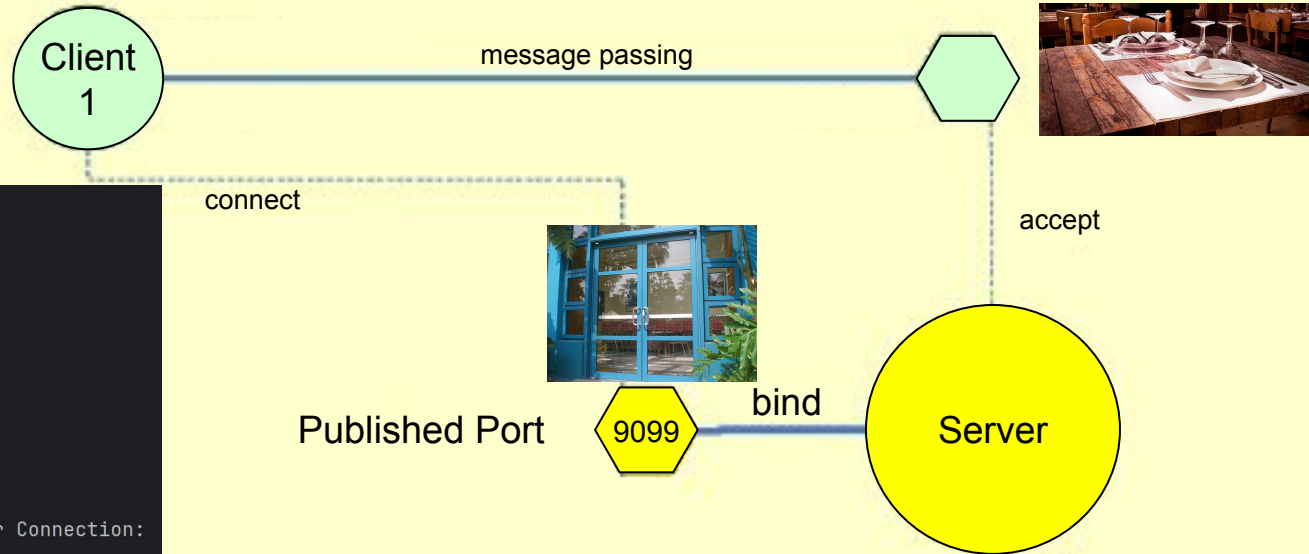 Client
1
message passing
connect
accept
Published Port
9099
bind
Server
Connection: